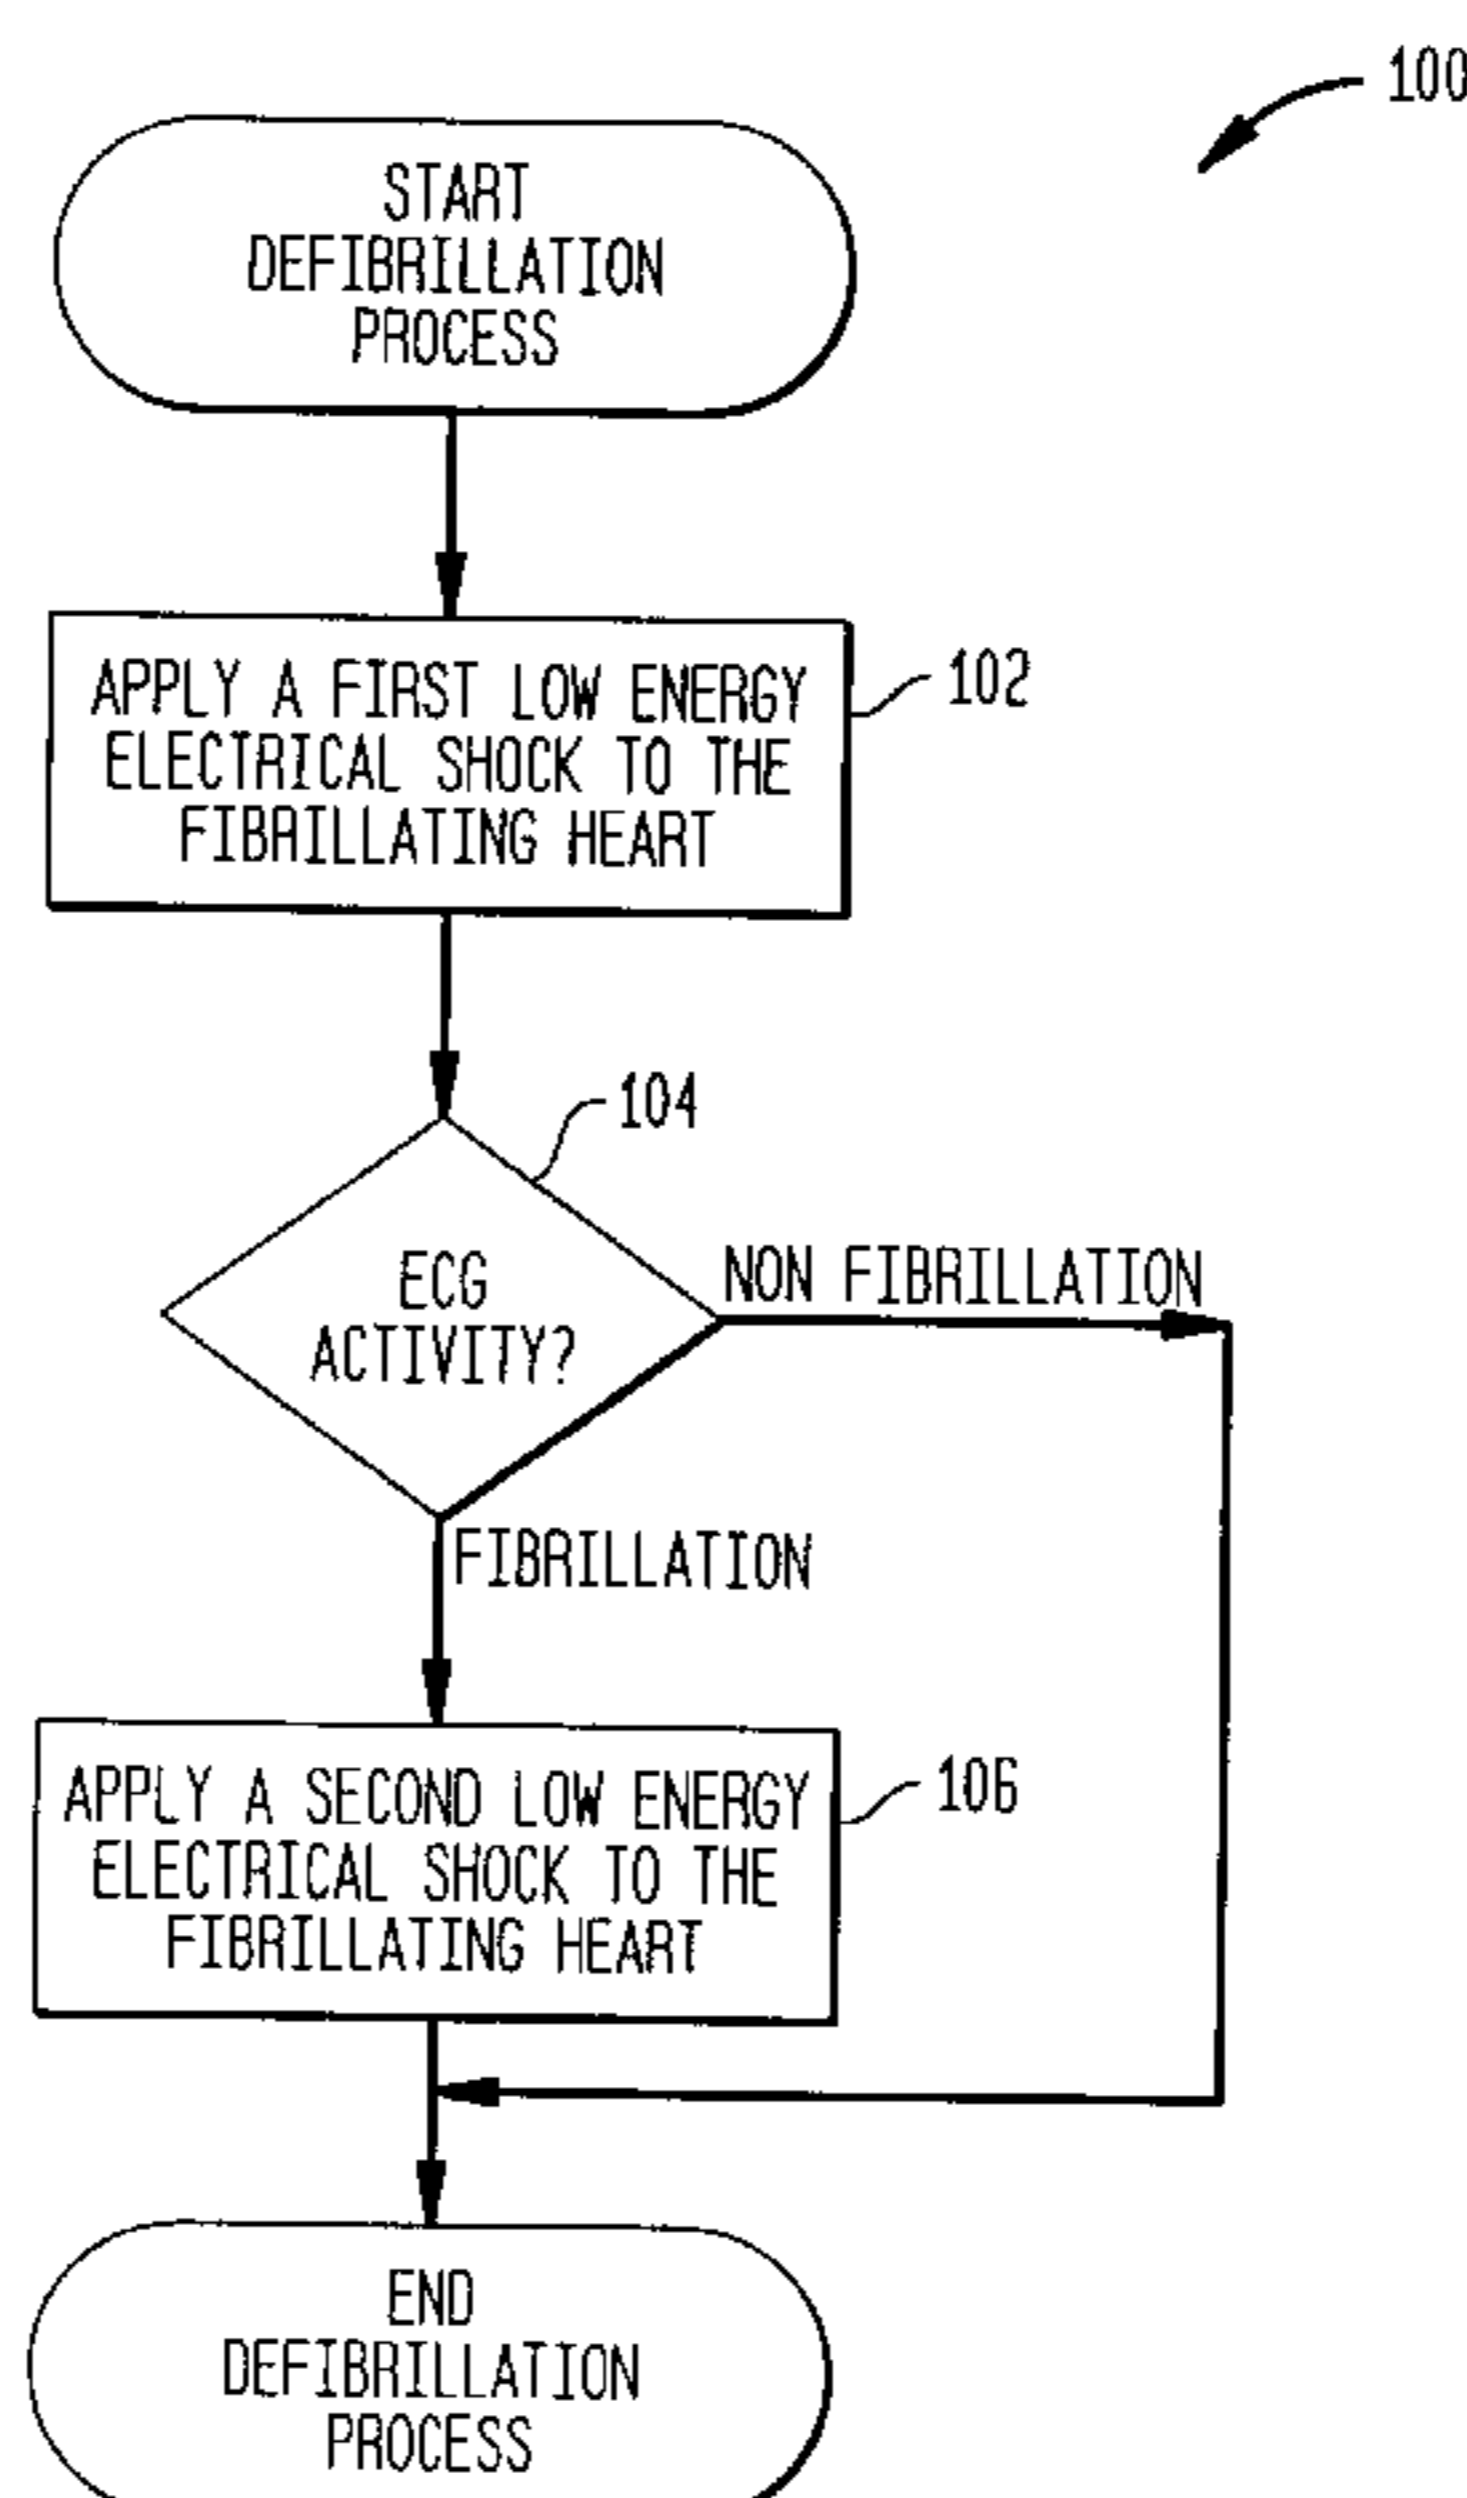 100
START
DEFIBRILLATION
PROCESS
APPLY A FIRST LOW ENERGY
ELECTRICAL SHOCK TO THE
FIBRILLATING HEART
102
104
ECG
ACTIVITY?
NON FIBRILLATION
FIBRILLATION
APPLY A SECOND LOW ENERGY
ELECTRICAL SHOCK TO THE
FIBRILLATING HEART
106
END
DEFIBRILLATION
PROCESS